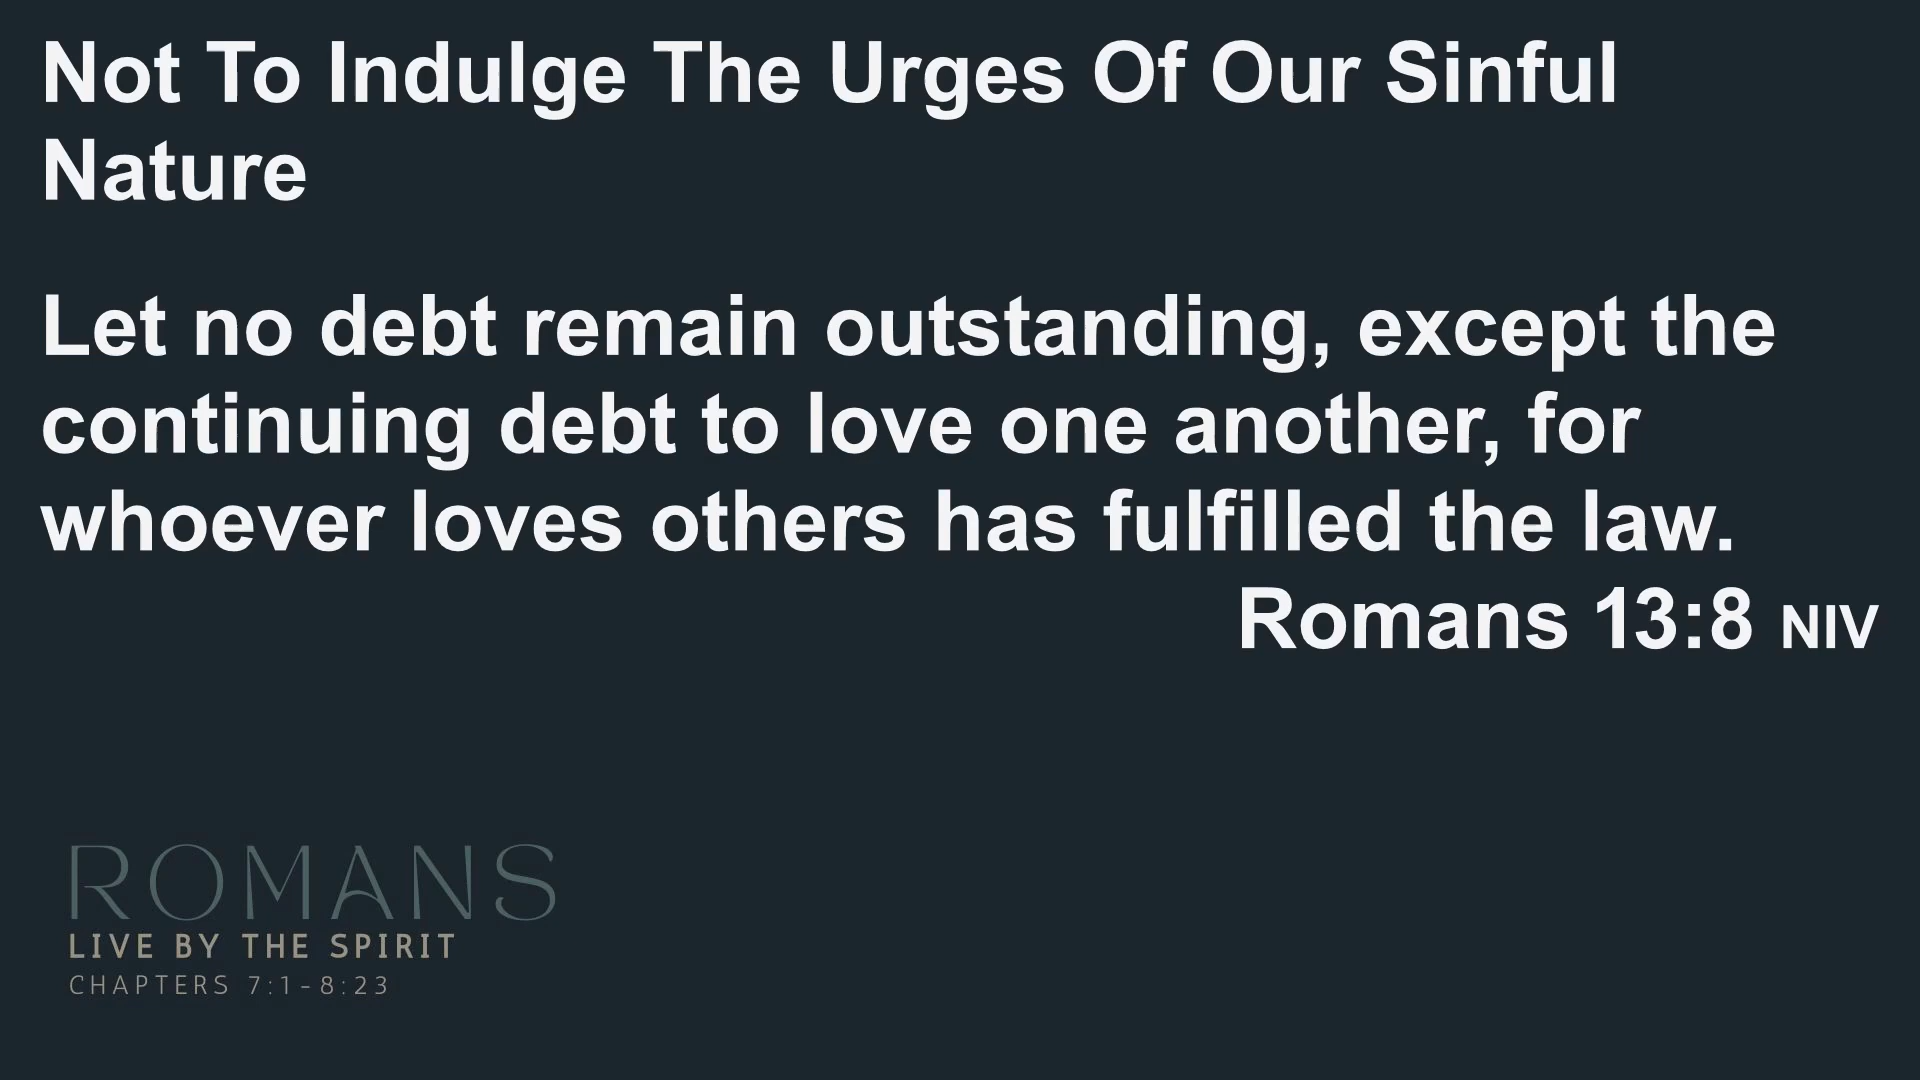 Not To Indulge The Urges Of Our Sinful
Nature
Let no debt remain outstanding, except the
continuing debt to love one another, for
whoever loves others has fulfilled the law.
Romans 13:8 NIV
ROMANS
LIVE BY THE SPIRIT
CHAPTERS 7:1-8:23